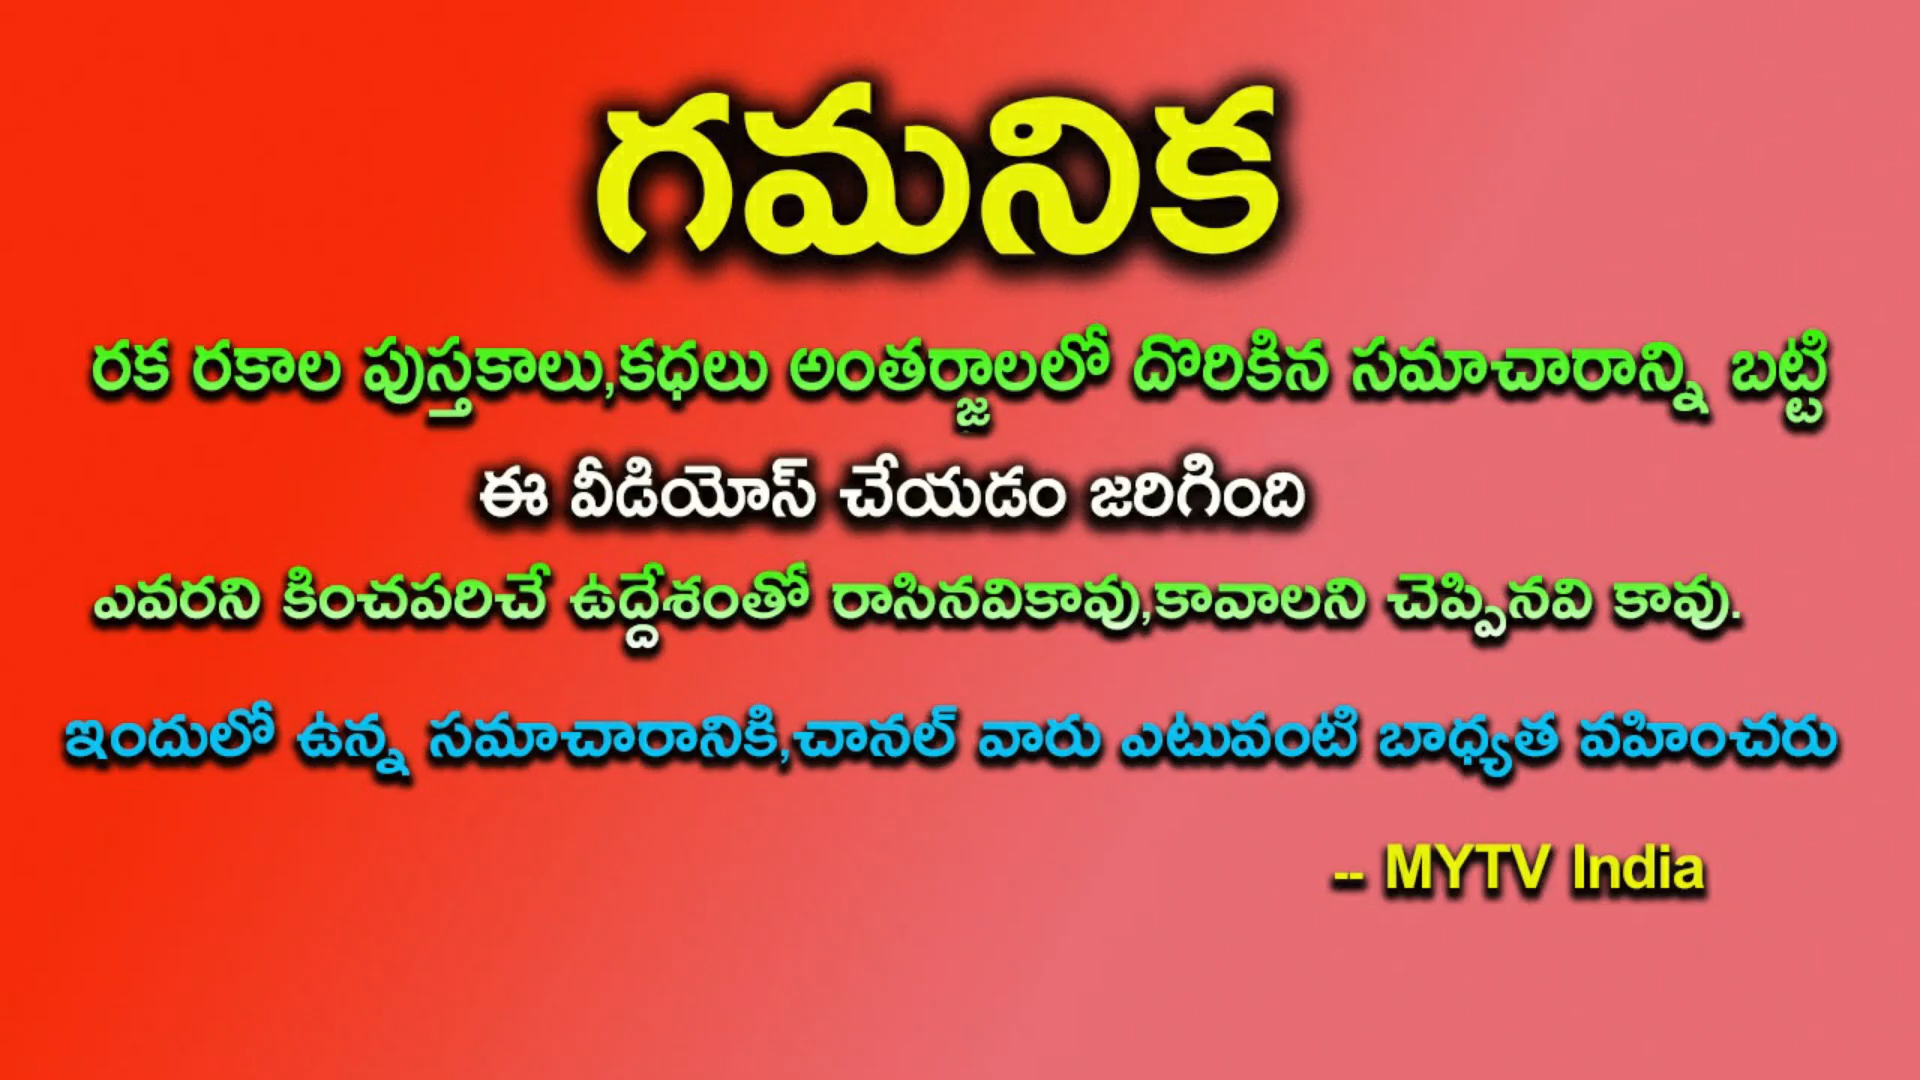 గమనిక
రక రకాల పుస్తకాలు,కధలు అంతర్జాలలో దొరికిన సమాచారాన్ని బట్టి
ఈ వీడియోస్ చేయడం జరిగింది
ఎవరని కించపరిచే ఉద్దేశంతో రాసినవికావు,కావాలని చెప్పినవి కావు.
ఇందులో ఉన్న సమాచారానికి,చానల్ వారు ఎటువంటి బాధ్యత వహించరు
-- MYTV India